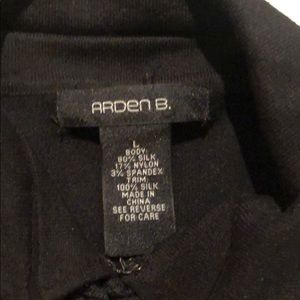 ARDEN B.
L
BODY:
80% SILK
17% NYLON
3% SPANDEX
TRIM:
100% SILK
MADE IN
CHINA
SEE REVERSE
FOR CARE